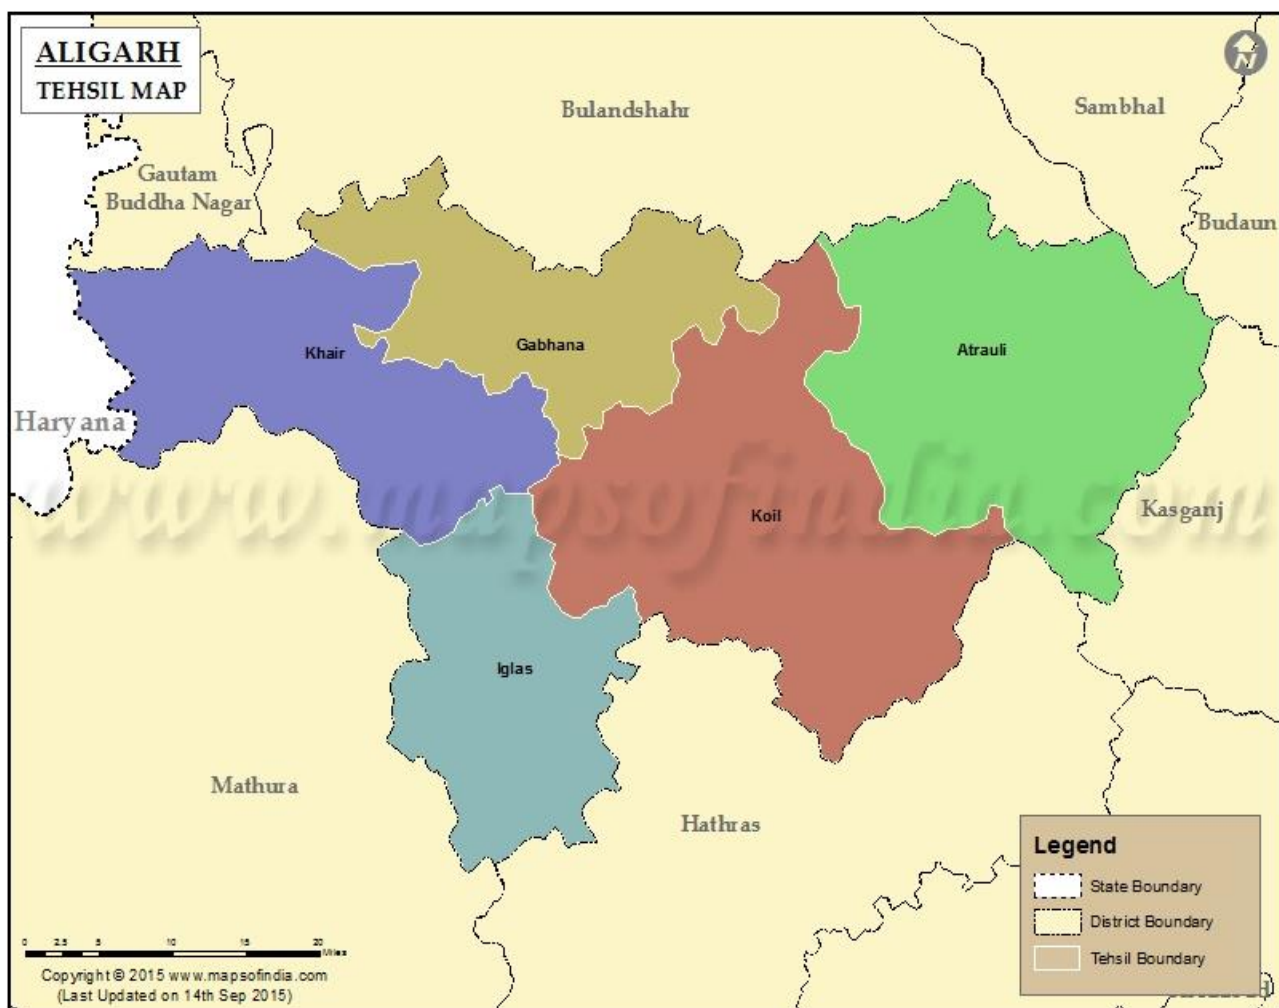 ALIGARH
TEHSIL MAP
N
Bulandshahr
Sambhal
Gautam
Buddha Nagar
Budaun
Khair
Gabhana
Atrauli
Haryana
www.mapsofindia.com
Koil
Kasganj
Iglas
Mathura
Hathras
Legend
State Boundary
District Boundary
Tehsil Boundary
0 2.5 5 10 15 20
Miles
Copyright © 2015 www.mapsofindia.com
(Last Updated on 14th Sep 2015)